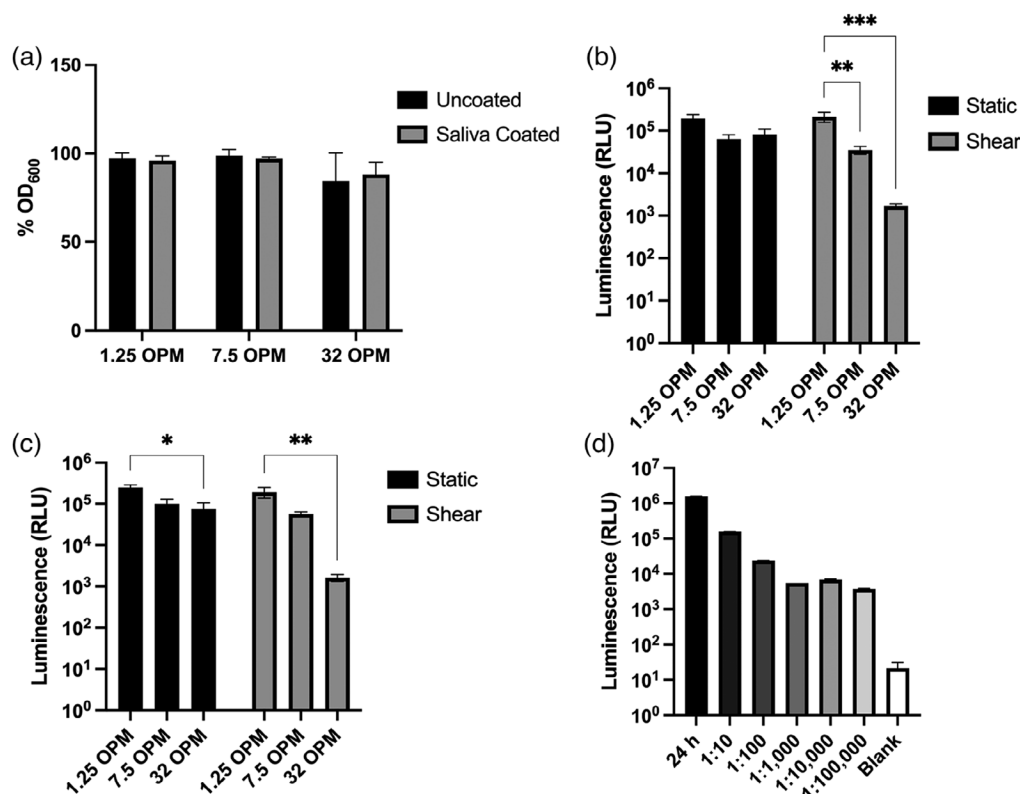 (a)
150
100
50
0
% OD600
Uncoated
Saliva Coated
1.25 OPM
7.5 OPM
32 OPM
(b)
***
**
10^6
10^5
10^4
10^3
10^2
10^1
10^0
Luminescence (RLU)
Static
Shear
1.25 OPM
7.5 OPM
32 OPM
1.25 OPM
7.5 OPM
32 OPM
(c)
*
**
10^6
10^5
10^4
10^3
10^2
10^1
10^0
Luminescence (RLU)
Static
Shear
1.25 OPM
7.5 OPM
32 OPM
1.25 OPM
7.5 OPM
32 OPM
(d)
10^7
10^6
10^5
10^4
10^3
10^2
10^1
10^0
Luminescence (RLU)
24 h
1:10
1:100
1:1,000
1:10,000
1:100,000
Blank